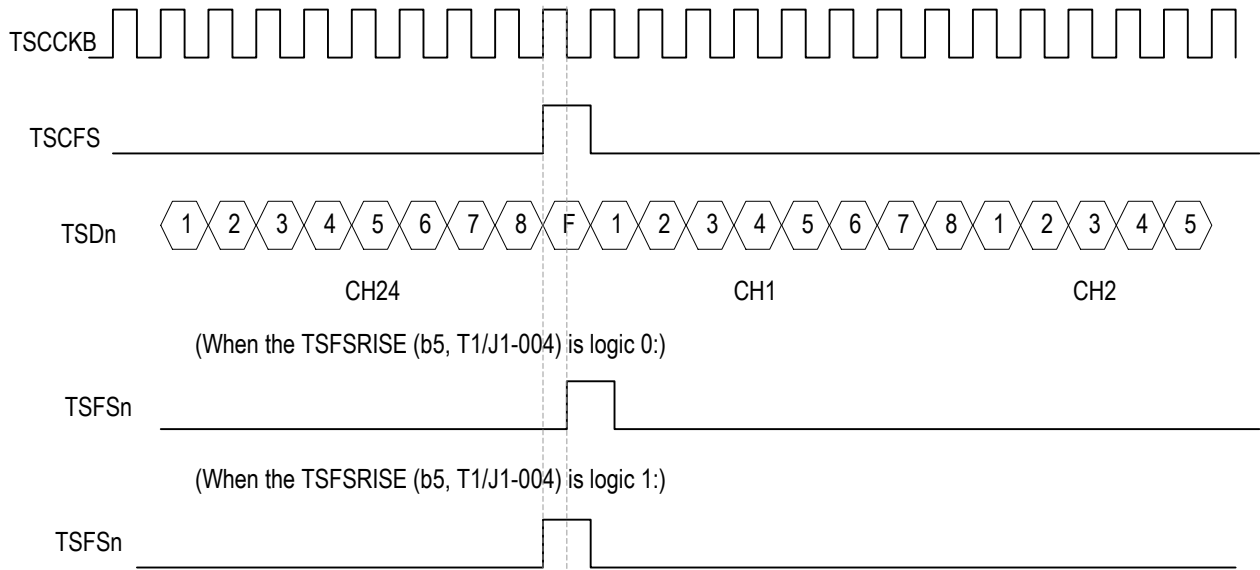 TSCCKB
TSCFS
TSDn
1 2 3 4 5 6 7 8 F 1 2 3 4 5 6 7 8 1 2 3 4 5
CH24 CH1 CH2
(When the TSFSRISE (b5, T1/J1-004) is logic 0:)
TSFSn
(When the TSFSRISE (b5, T1/J1-004) is logic 1:)
TSFSn